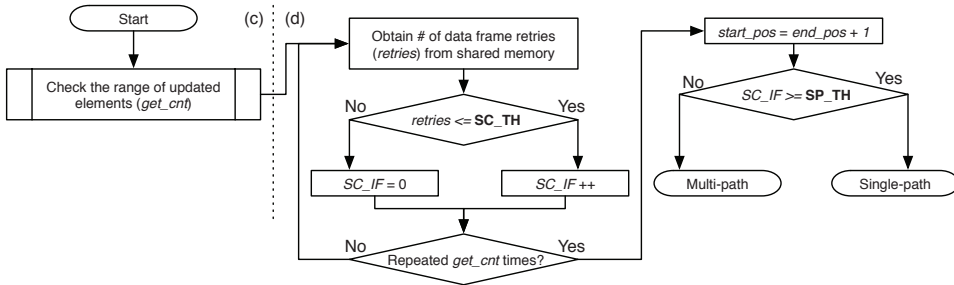 Start
(c)
Check the range of updated
elements (get_cnt)
(d)
Obtain # of data frame retries
(retries) from shared memory
No
Yes
retries <= SC_TH
SC_IF = 0
SC_IF ++
No
Yes
Repeated get_cnt times?
start_pos = end_pos + 1
No
Yes
SC_IF >= SP_TH
Multi-path
Single-path